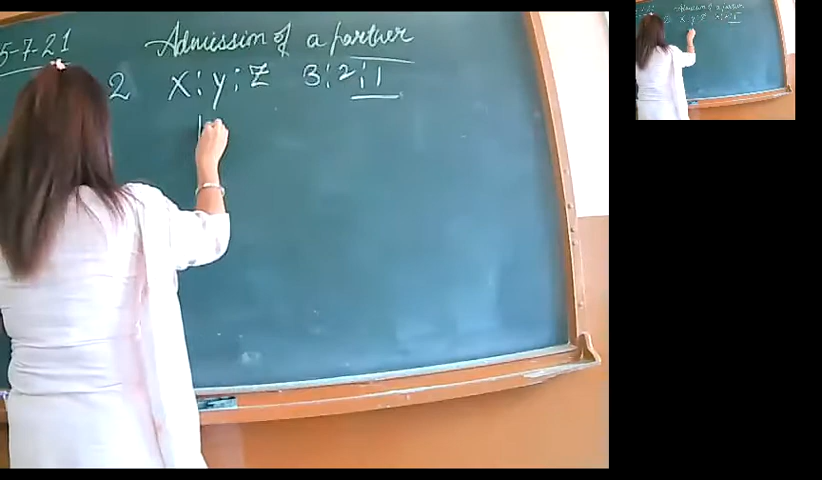 5-7-21 Admission of a partner
2 X : y : Z 3 : 2 : 1